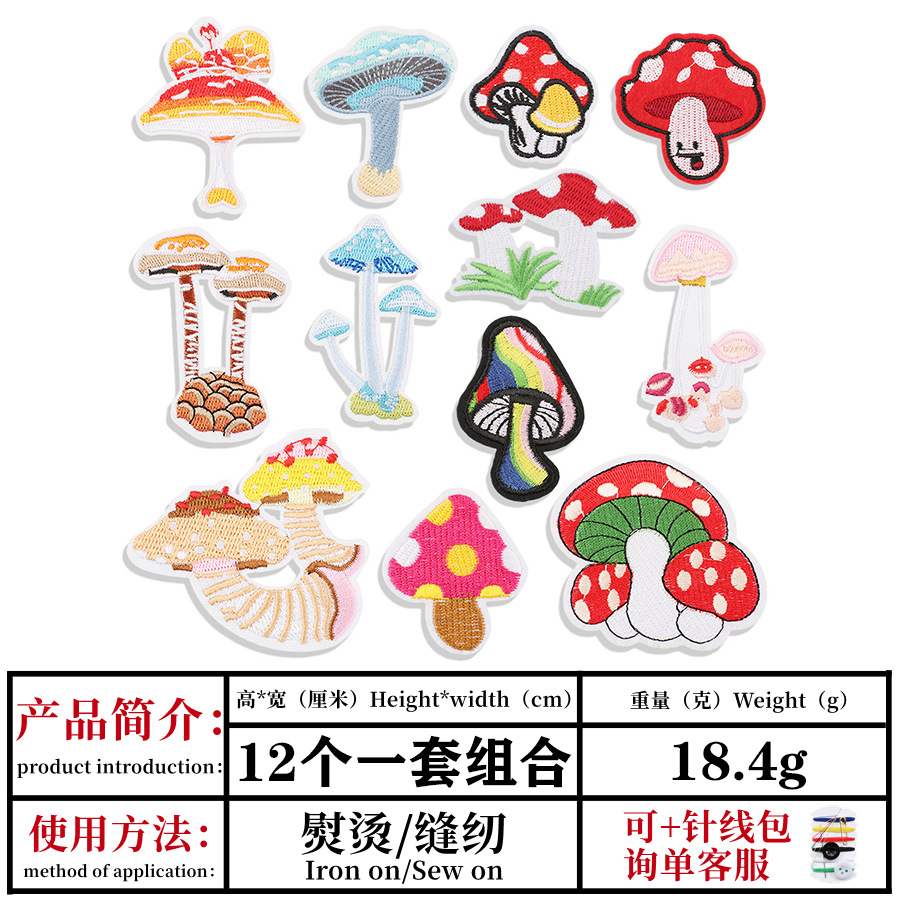 产品简介：
product introduction：
高*宽（厘米）Height*width（cm）
重量（克）Weight（g）
12个一套组合
18.4g
使用方法：
method of application：
熨烫/缝纫
Iron on/Sew on
可+针线包
询单客服